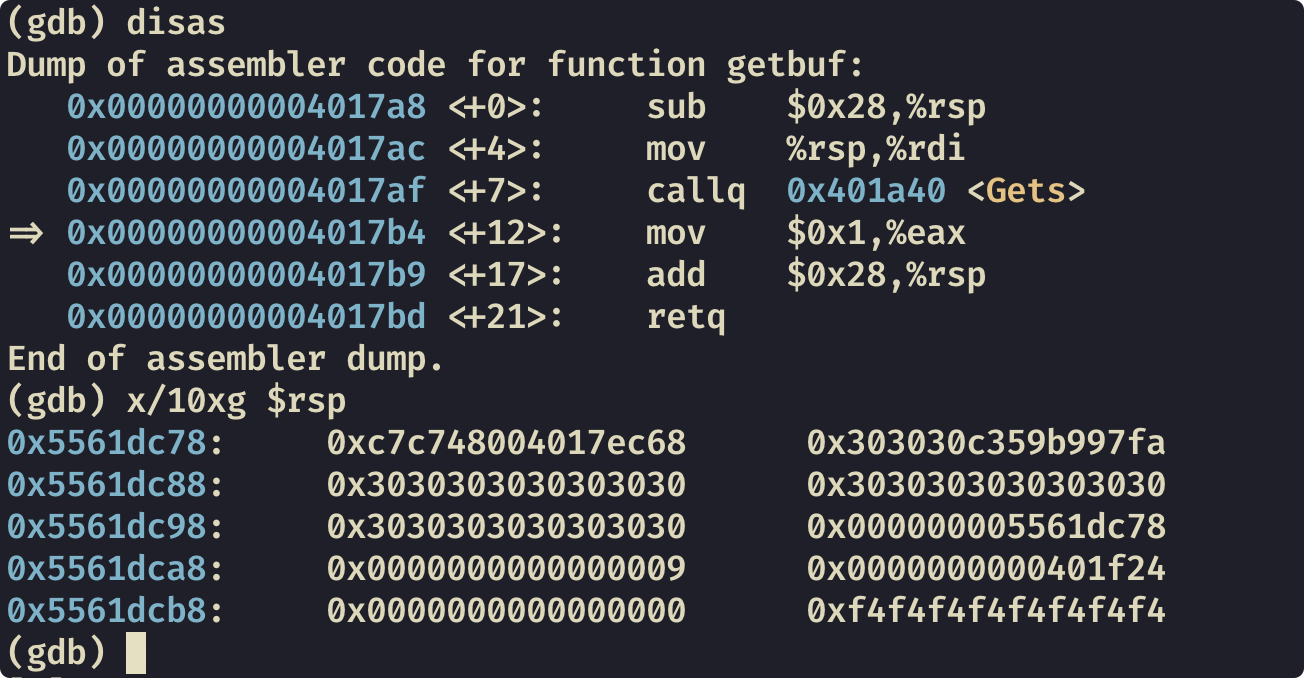 (gdb) disas
Dump of assembler code for function getbuf:
   0x00000000004017a8 <+0>:     sub    $0x28,%rsp
   0x00000000004017ac <+4>:     mov    %rsp,%rdi
   0x00000000004017af <+7>:     callq  0x401a40 <Gets>
=> 0x00000000004017b4 <+12>:    mov    $0x1,%eax
   0x00000000004017b9 <+17>:    add    $0x28,%rsp
   0x00000000004017bd <+21>:    retq
End of assembler dump.
(gdb) x/10xg $rsp
0x5561dc78:     0xc7c748004017ec68      0x303030c359b997fa
0x5561dc88:     0x3030303030303030      0x3030303030303030
0x5561dc98:     0x3030303030303030      0x000000005561dc78
0x5561dca8:     0x0000000000000009      0x0000000000401f24
0x5561dcb8:     0x0000000000000000      0xf4f4f4f4f4f4f4f4
(gdb)